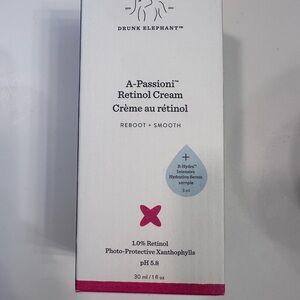 DRUNK ELEPHANT™
A-Passioni™
Retinol Cream
Crème au rétinol
REBOOT + SMOOTH
+
B-Hydra™
Intensive
Hydration Serum
sample
1.0% Retinol
Photo-Protective Xanthophylls
pH 5.8
30 ml / 1 fl oz